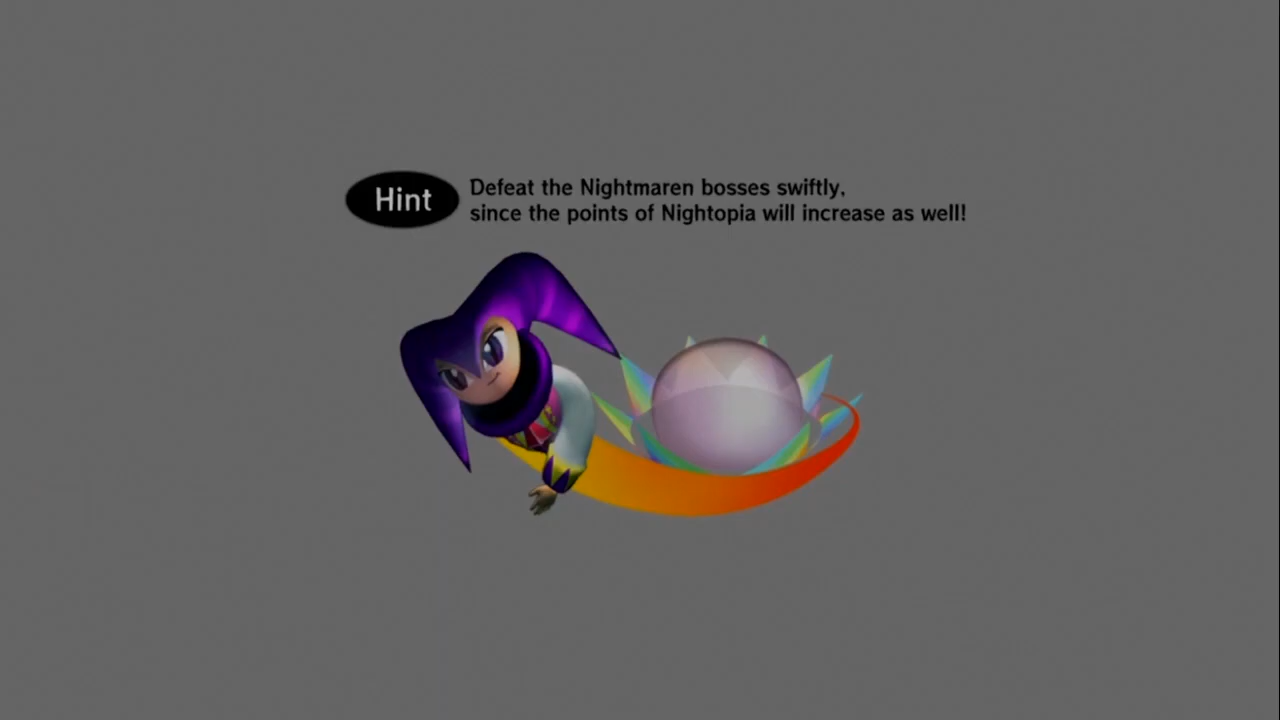 Hint
Defeat the Nightmaren bosses swiftly,
since the points of Nightopia will increase as well!